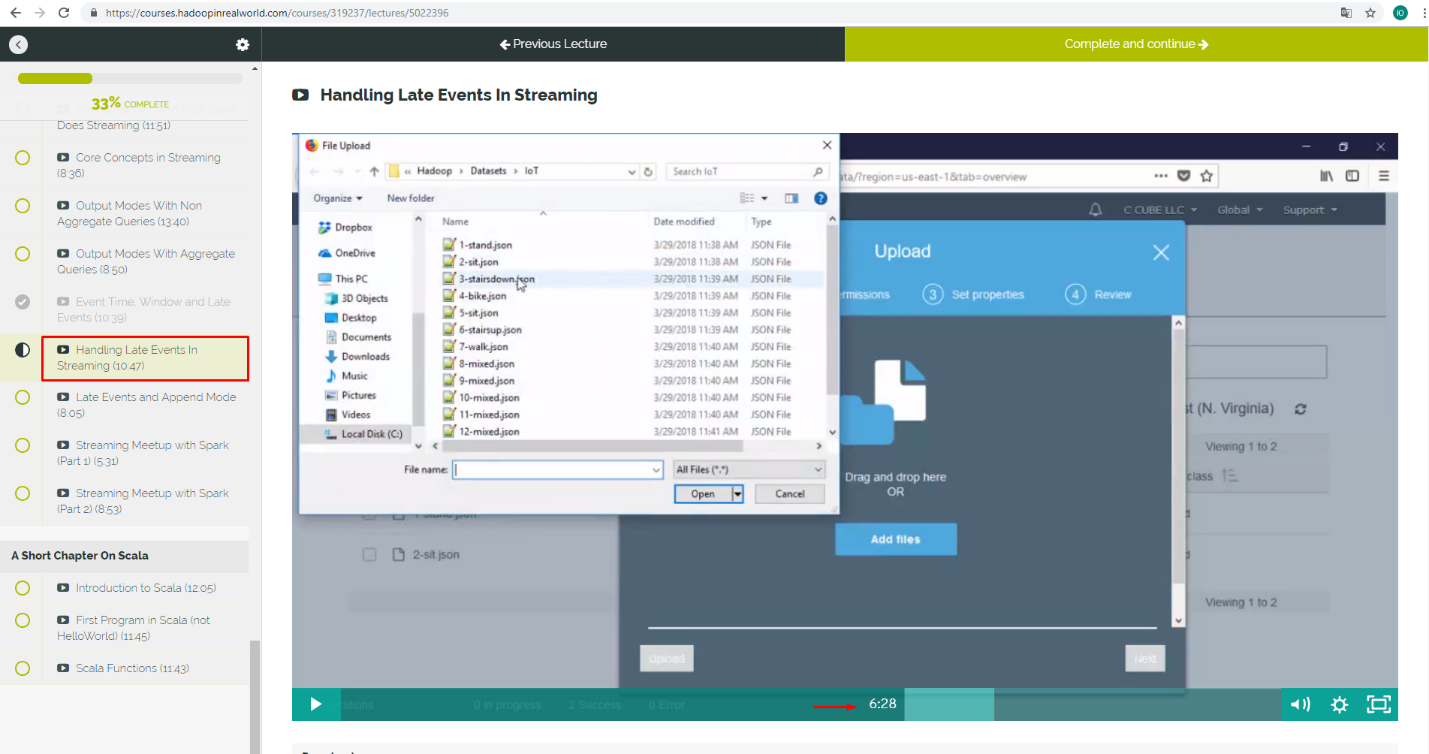 https://courses.hadoopinrealworld.com/courses/319237/lectures/5022396
IO
Previous Lecture
Complete and continue
33% COMPLETE
Does Streaming (11:51)
Core Concepts in Streaming
(8:36)
Output Modes With Non
Aggregate Queries (13:40)
Output Modes With Aggregate
Queries (8:50)
Event Time, Window and Late
Events (10:39)
Handling Late Events In
Streaming (10:47)
Late Events and Append Mode
(8:05)
Streaming Meetup with Spark
(Part 1) (5:31)
Streaming Meetup with Spark
(Part 2) (8:53)
A Short Chapter On Scala
Introduction to Scala (12:05)
First Program in Scala (not
HelloWorld) (11:45)
Scala Functions (11:43)
Handling Late Events In Streaming
File Upload
« Hadoop > Datasets > IoT
Search IoT
Organize
New folder
Dropbox
OneDrive
This PC
3D Objects
Desktop
Documents
Downloads
Music
Pictures
Videos
Local Disk (C:)
Name Date modified Type
1-stand.json 3/29/2018 11:38 AM JSON File
2-sit.json 3/29/2018 11:38 AM JSON File
3-stairsdown.json 3/29/2018 11:39 AM JSON File
4-bike.json 3/29/2018 11:39 AM JSON File
5-sit.json 3/29/2018 11:39 AM JSON File
6-stairsup.json 3/29/2018 11:39 AM JSON File
7-walk.json 3/29/2018 11:40 AM JSON File
8-mixed.json 3/29/2018 11:40 AM JSON File
9-mixed.json 3/29/2018 11:40 AM JSON File
10-mixed.json 3/29/2018 11:40 AM JSON File
11-mixed.json 3/29/2018 11:40 AM JSON File
12-mixed.json 3/29/2018 11:41 AM JSON File
File name:
All Files (*.*)
Open
Cancel
ata/?region=us-east-1&tab=overview
C CUBE LLC Global Support
Upload
rmissions 3 Set properties 4 Review
st (N. Virginia)
Viewing 1 to 2
class
Drag and drop here
OR
Add files
1-stand.json
2-sit.json
Viewing 1 to 2
Upload
Next
ations 0 In progress 2 Success 0 Error
6:28